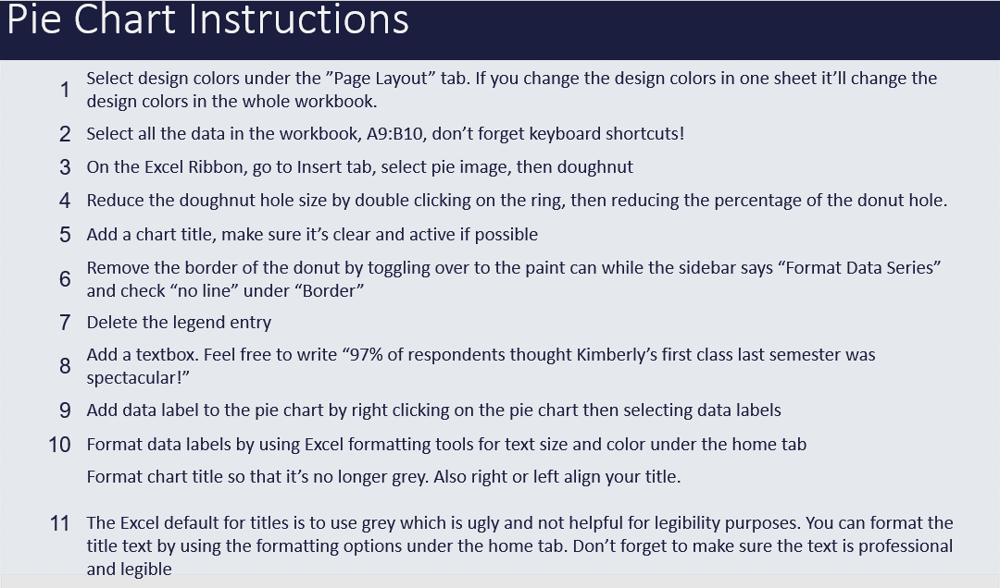 Pie Chart Instructions
1 Select design colors under the ”Page Layout” tab. If you change the design colors in one sheet it’ll change the
design colors in the whole workbook.
2 Select all the data in the workbook, A9:B10, don’t forget keyboard shortcuts!
3 On the Excel Ribbon, go to Insert tab, select pie image, then doughnut
4 Reduce the doughnut hole size by double clicking on the ring, then reducing the percentage of the donut hole.
5 Add a chart title, make sure it’s clear and active if possible
6 Remove the border of the donut by toggling over to the paint can while the sidebar says “Format Data Series”
and check “no line” under “Border”
7 Delete the legend entry
8 Add a textbox. Feel free to write “97% of respondents thought Kimberly’s first class last semester was
spectacular!”
9 Add data label to the pie chart by right clicking on the pie chart then selecting data labels
10 Format data labels by using Excel formatting tools for text size and color under the home tab
Format chart title so that it’s no longer grey. Also right or left align your title.
11 The Excel default for titles is to use grey which is ugly and not helpful for legibility purposes. You can format the
title text by using the formatting options under the home tab. Don’t forget to make sure the text is professional
and legible